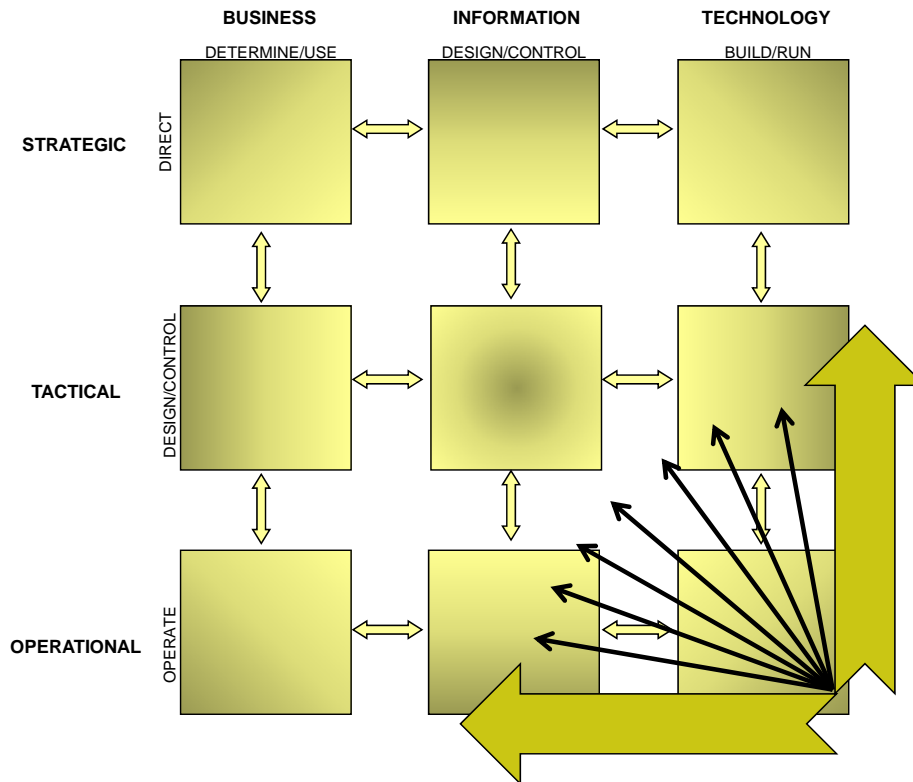 BUSINESS INFORMATION TECHNOLOGY
DETERMINE/USE DESIGN/CONTROL BUILD/RUN
STRATEGIC DIRECT
TACTICAL DESIGN/CONTROL
OPERATIONAL OPERATE